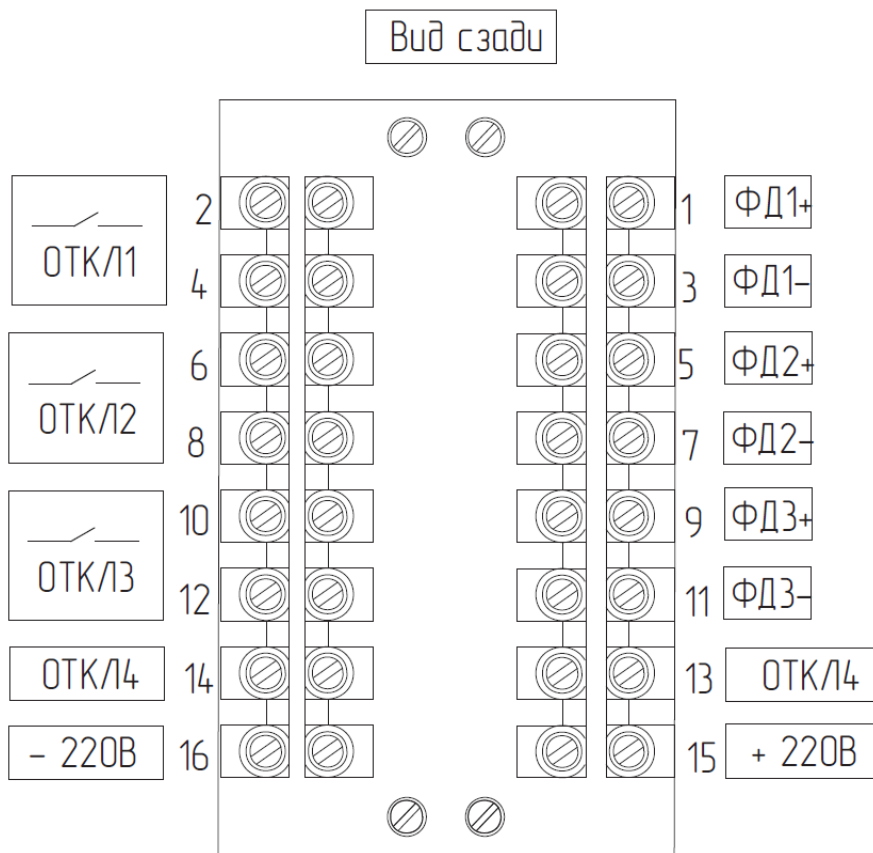 Вид сзади
2 1 ФД1+
ОТКЛ1
4 3 ФД1-
6 5 ФД2+
ОТКЛ2
8 7 ФД2-
10 9 ФД3+
ОТКЛ3
12 11 ФД3-
ОТКЛ4 14 13 ОТКЛ4
- 220В 16 15 + 220В